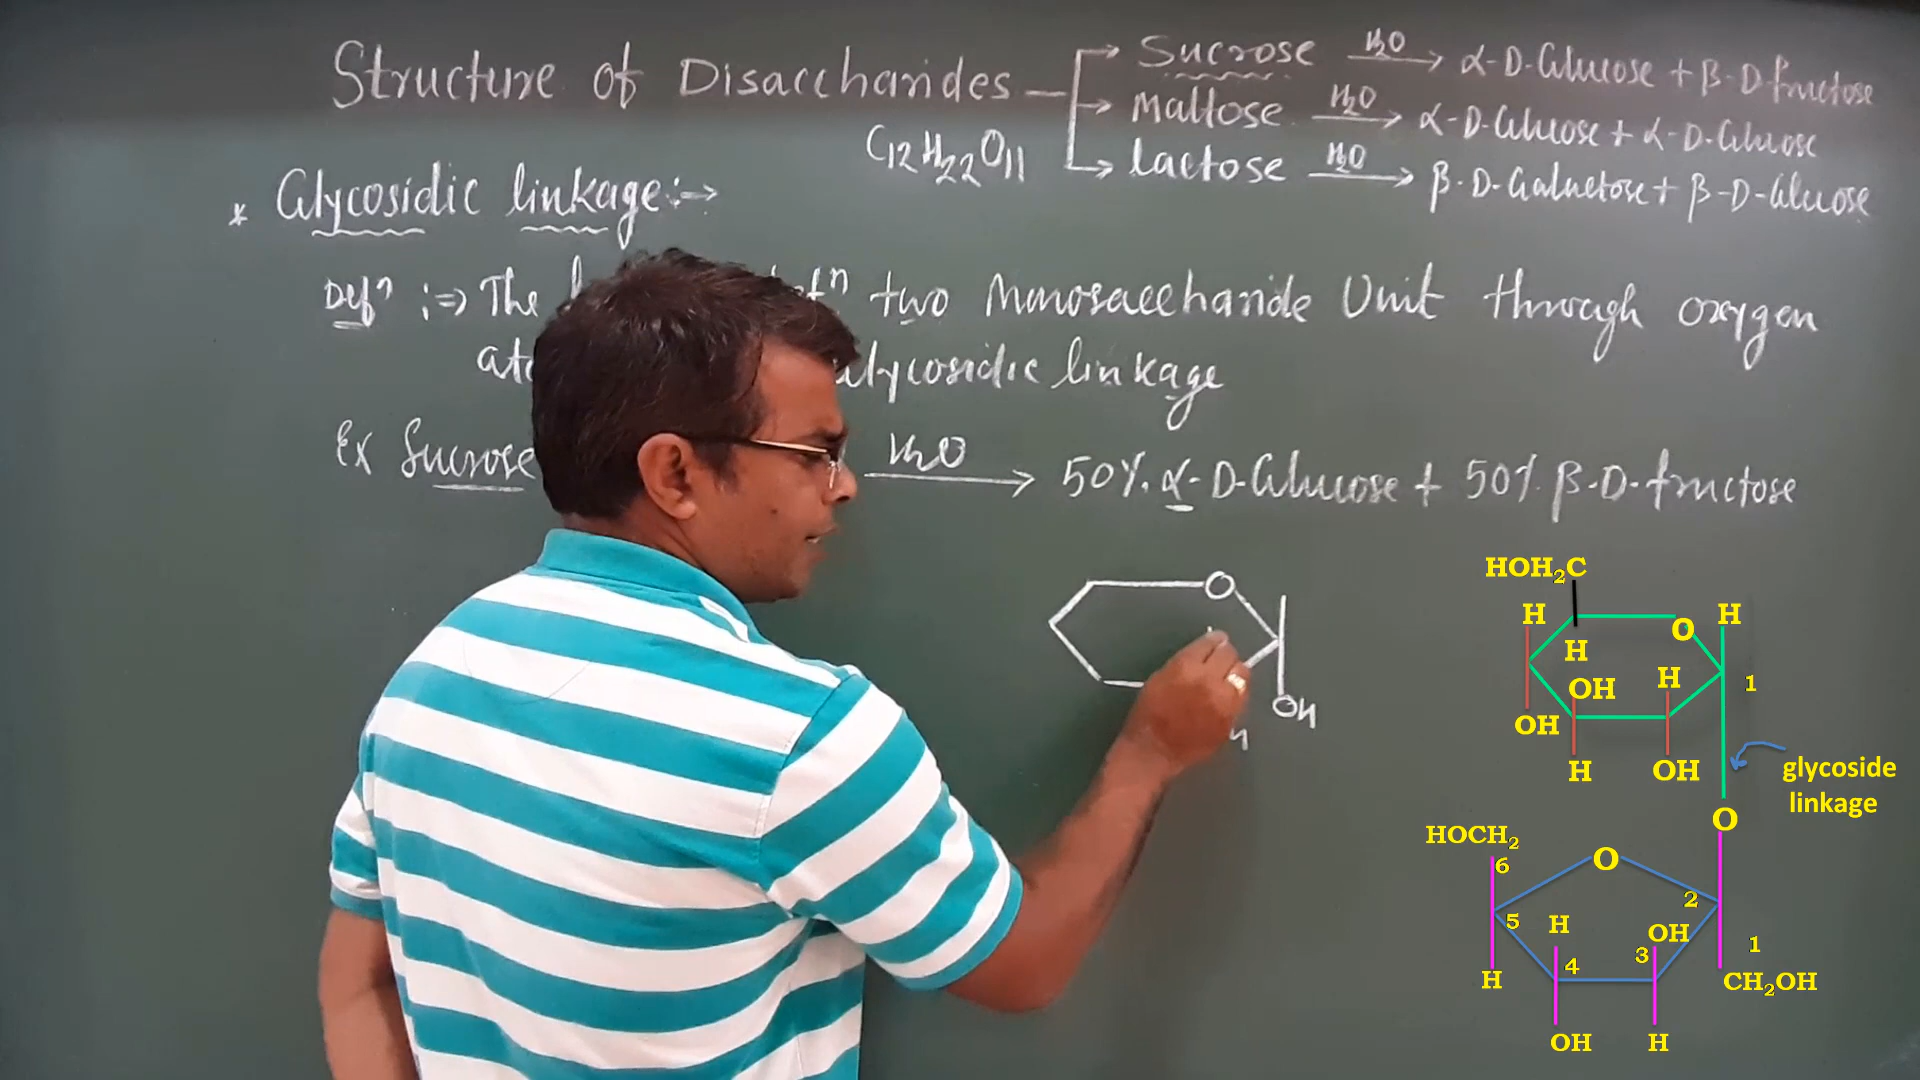 Structure of Disaccharides
Sucrose H2O → α-D-Glucose + β-D-fructose
Maltose H2O → α-D-Glucose + α-D-Glucose
C12H22O11
lactose H2O → β-D-Galactose + β-D-Glucose
* Glycosidic linkage:→
Defn :⇒ The two Monosaccharide Unit through oxygen
glycosidic linkage
Ex Sucrose H2O → 50% α-D-Glucose + 50% β-D-fructose
O
OH
HOH2C
H O H
H
OH H 1
OH
H OH
glycoside
linkage
O
HOCH2
6 O
2
5 H OH
4 3 1
H CH2OH
OH H